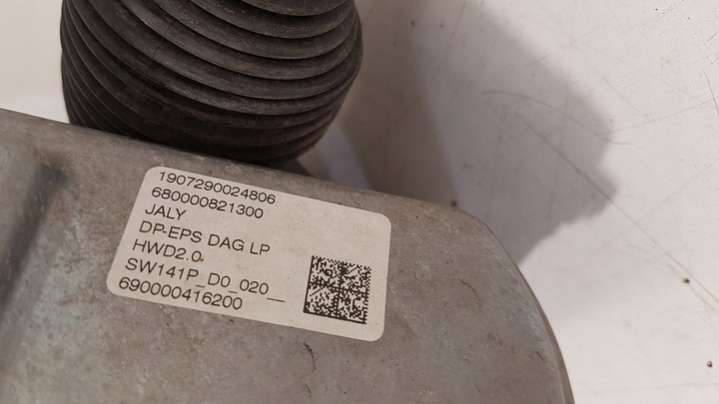 1907290024806
680000821300
JALY
DP-EPS DAG LP
HWD2.0
SW141P_D0_020__
690000416200